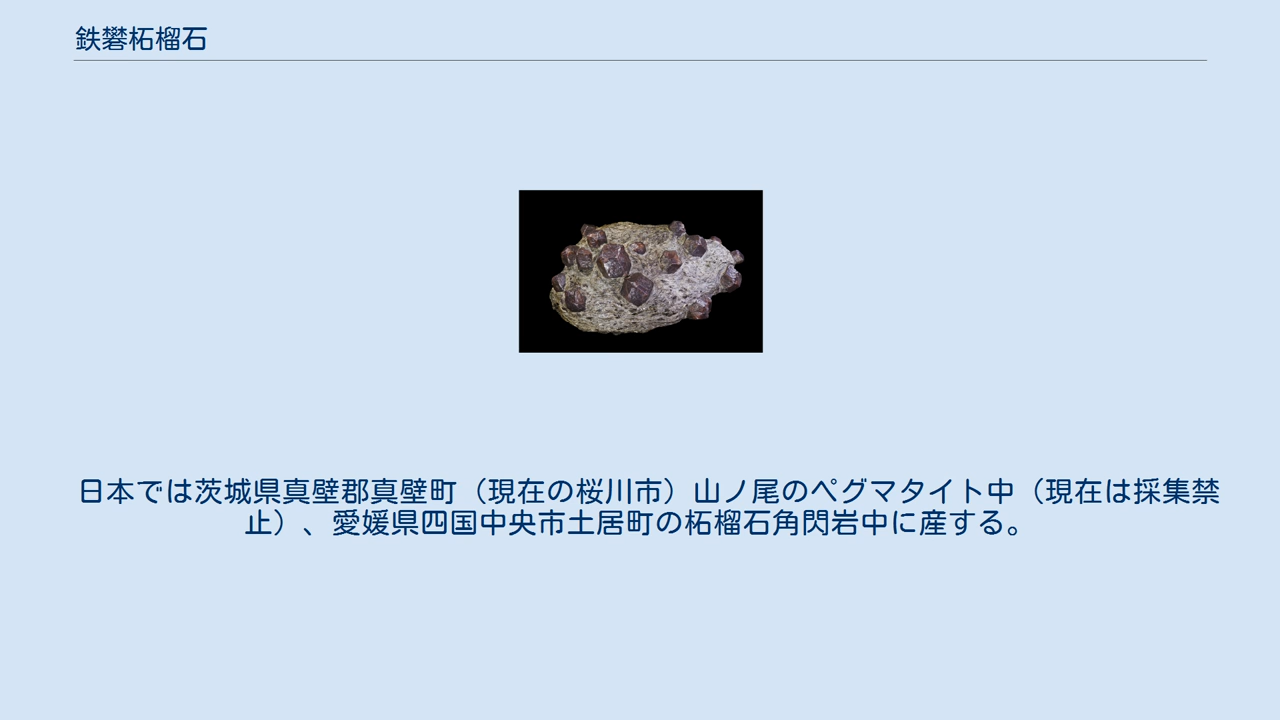 鉄礬柘榴石
日本では茨城県真壁郡真壁町（現在の桜川市）山ノ尾のペグマタイト中（現在は採集禁
止）、愛媛県四国中央市土居町の柘榴石角閃岩中に産する。